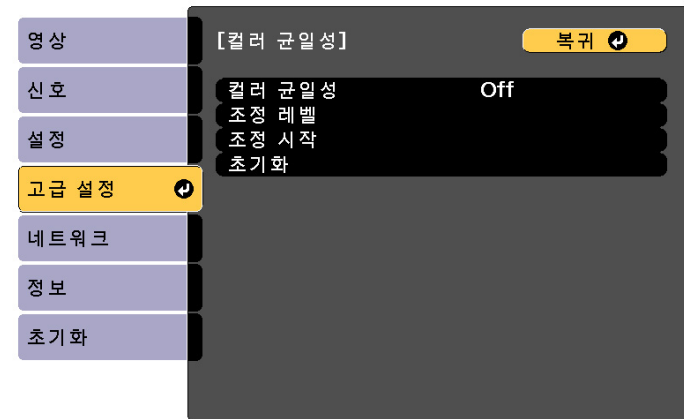 영상
신호
설정
고급 설정
네트워크
정보
초기화
[컬러 균일성]
복귀
컬러 균일성 Off
조정 레벨
조정 시작
초기화